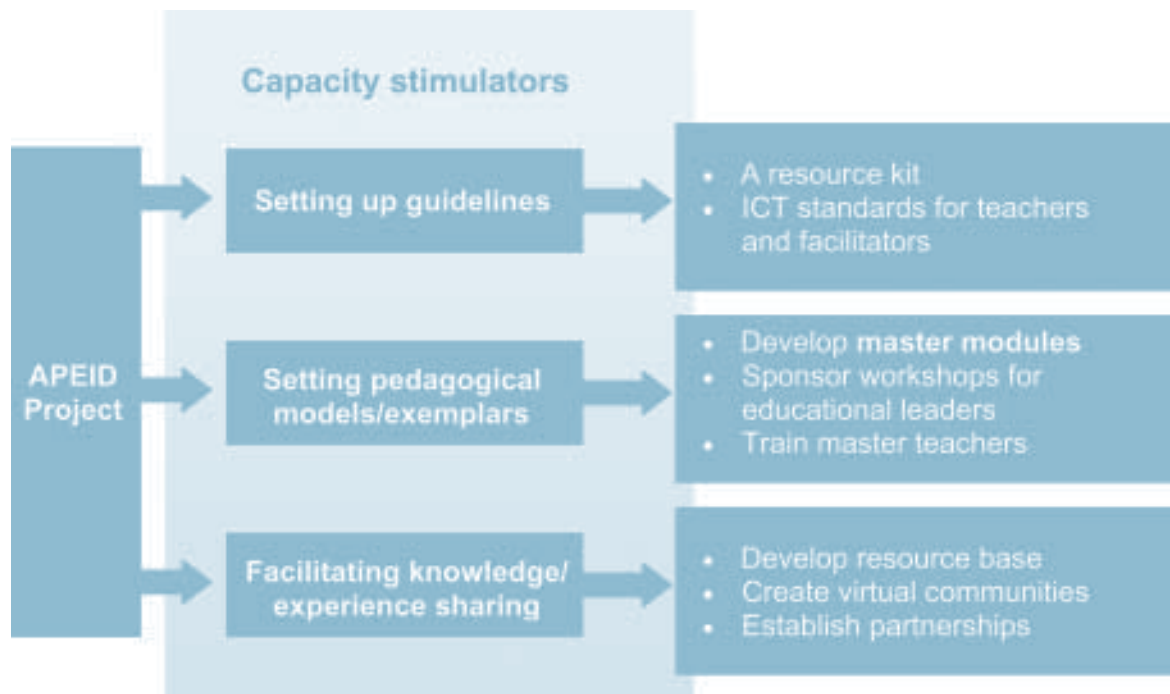 Capacity stimulators
APEID
Project
Setting up guidelines
• A resource kit
• ICT standards for teachers
and facilitators
Setting pedagogical
models/exemplars
• Develop master modules
• Sponsor workshops for
educational leaders
• Train master teachers
Facilitating knowledge/
experience sharing
• Develop resource base
• Create virtual communities
• Establish partnerships